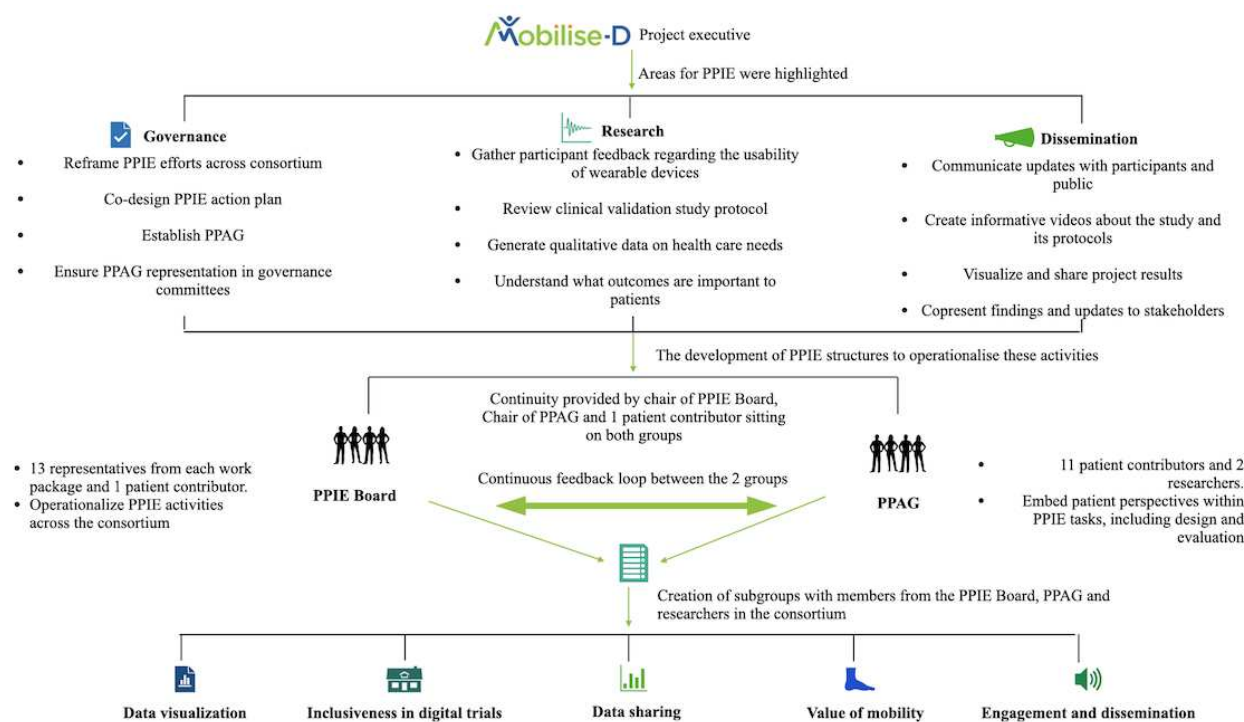 Mobilise-D Project executive
Areas for PPIE were highlighted
Governance
• Reframe PPIE efforts across consortium
• Co-design PPIE action plan
• Establish PPAG
• Ensure PPAG representation in governance
committees
Research
• Gather participant feedback regarding the usability
of wearable devices
• Review clinical validation study protocol
• Generate qualitative data on health care needs
• Understand what outcomes are important to
patients
Dissemination
• Communicate updates with participants and
public
• Create informative videos about the study and
its protocols
• Visualize and share project results
• Copresent findings and updates to stakeholders
The development of PPIE structures to operationalise these activities
Continuity provided by chair of PPIE Board,
Chair of PPAG and 1 patient contributor sitting
on both groups
Continuous feedback loop between the 2 groups
PPIE Board
• 13 representatives from each work
package and 1 patient contributor.
• Operationalize PPIE activities
across the consortium
PPAG
• 11 patient contributors and 2
researchers.
• Embed patient perspectives within
PPIE tasks, including design and
evaluation
Creation of subgroups with members from the PPIE Board, PPAG and
researchers in the consortium
Data visualization
Inclusiveness in digital trials
Data sharing
Value of mobility
Engagement and dissemination